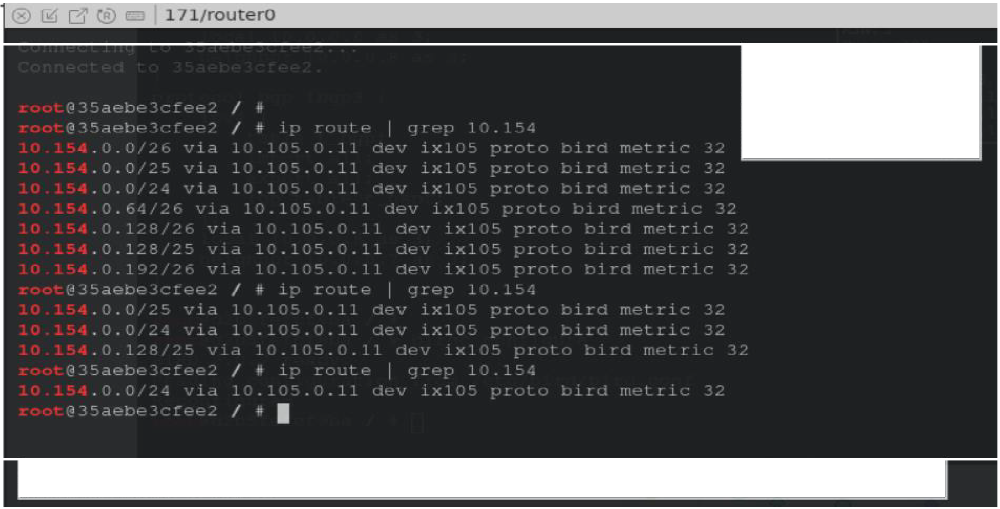 171/router0
Connecting to 35aebe3cfee2...
Connected to 35aebe3cfee2.
root@35aebe3cfee2 / #
root@35aebe3cfee2 / # ip route | grep 10.154
10.154.0.0/26 via 10.105.0.11 dev ix105 proto bird metric 32
10.154.0.0/25 via 10.105.0.11 dev ix105 proto bird metric 32
10.154.0.0/24 via 10.105.0.11 dev ix105 proto bird metric 32
10.154.0.64/26 via 10.105.0.11 dev ix105 proto bird metric 32
10.154.0.128/26 via 10.105.0.11 dev ix105 proto bird metric 32
10.154.0.128/25 via 10.105.0.11 dev ix105 proto bird metric 32
10.154.0.192/26 via 10.105.0.11 dev ix105 proto bird metric 32
root@35aebe3cfee2 / # ip route | grep 10.154
10.154.0.0/25 via 10.105.0.11 dev ix105 proto bird metric 32
10.154.0.0/24 via 10.105.0.11 dev ix105 proto bird metric 32
10.154.0.128/25 via 10.105.0.11 dev ix105 proto bird metric 32
root@35aebe3cfee2 / # ip route | grep 10.154
10.154.0.0/24 via 10.105.0.11 dev ix105 proto bird metric 32
root@35aebe3cfee2 / #